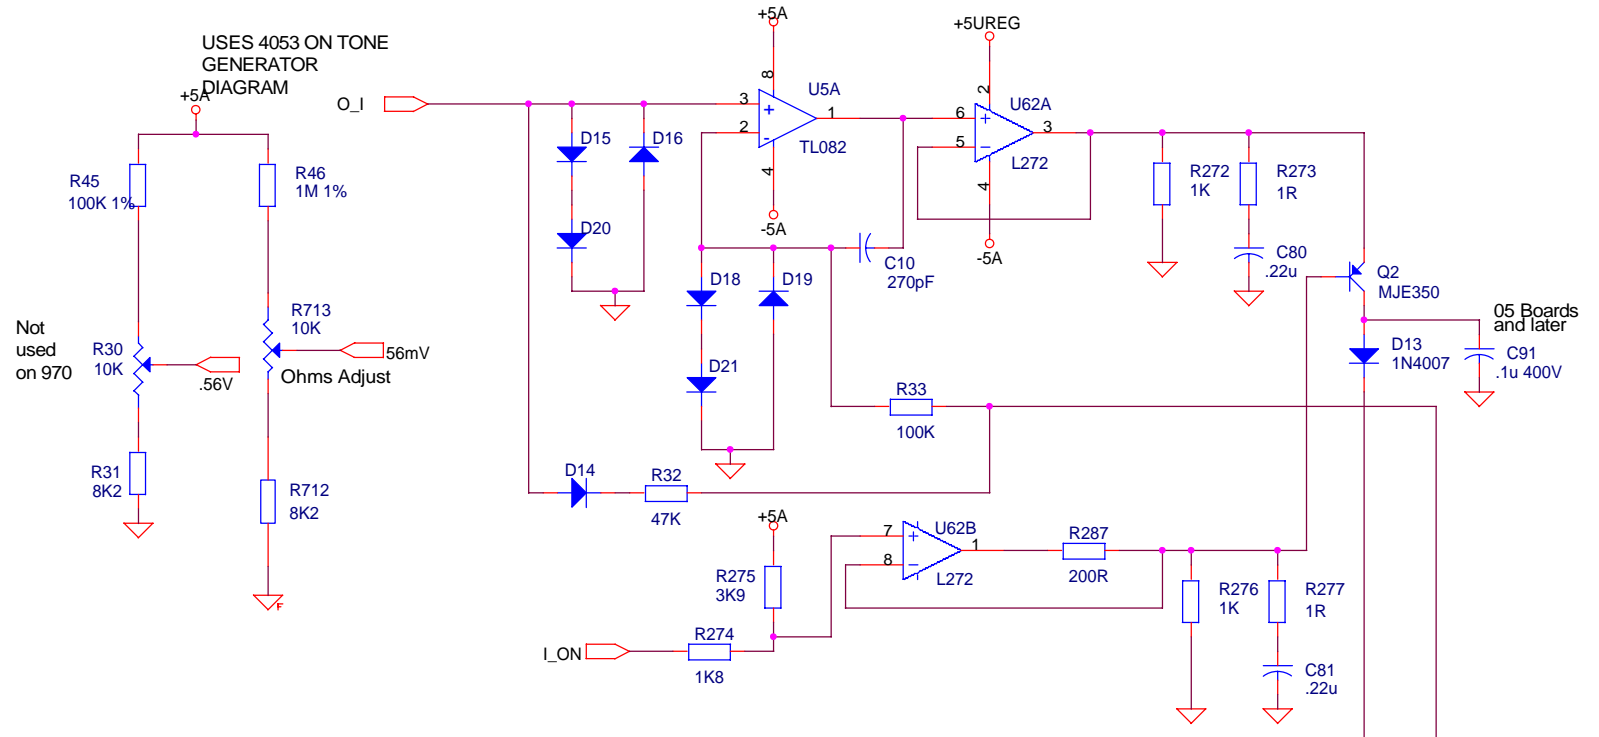 USES 4053 ON TONE
GENERATOR
DIAGRAM
+5A
R45
100K 1%
R46
1M 1%
Not
used
on 970
R30
10K
.56V
R713
10K
56mV
Ohms Adjust
R31
8K2
R712
8K2
F
O_I
D15
D16
D20
+5A
8
3
2
1
4
U5A
TL082
-5A
+5UREG
2
6
5
3
4
U62A
L272
-5A
C10
270pF
D18
D19
D21
R272
1K
R273
1R
C80
.22u
Q2
MJE350
05 Boards
and later
D13
1N4007
C91
.1u 400V
R33
100K
D14
R32
47K
+5A
R275
3K9
I_ON
R274
1K8
7
8
1
U62B
L272
R287
200R
R276
1K
R277
1R
C81
.22u